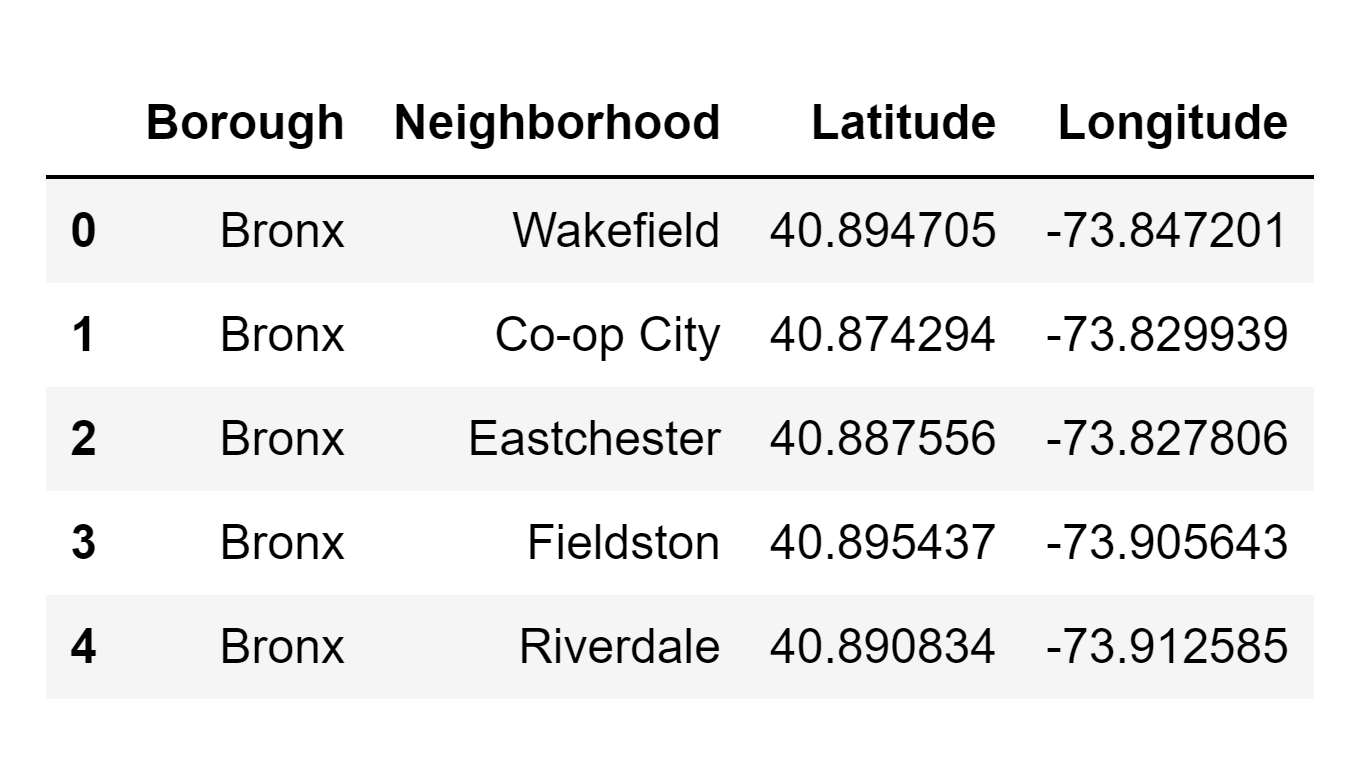 Borough Neighborhood Latitude Longitude
0 Bronx Wakefield 40.894705 -73.847201
1 Bronx Co-op City 40.874294 -73.829939
2 Bronx Eastchester 40.887556 -73.827806
3 Bronx Fieldston 40.895437 -73.905643
4 Bronx Riverdale 40.890834 -73.912585